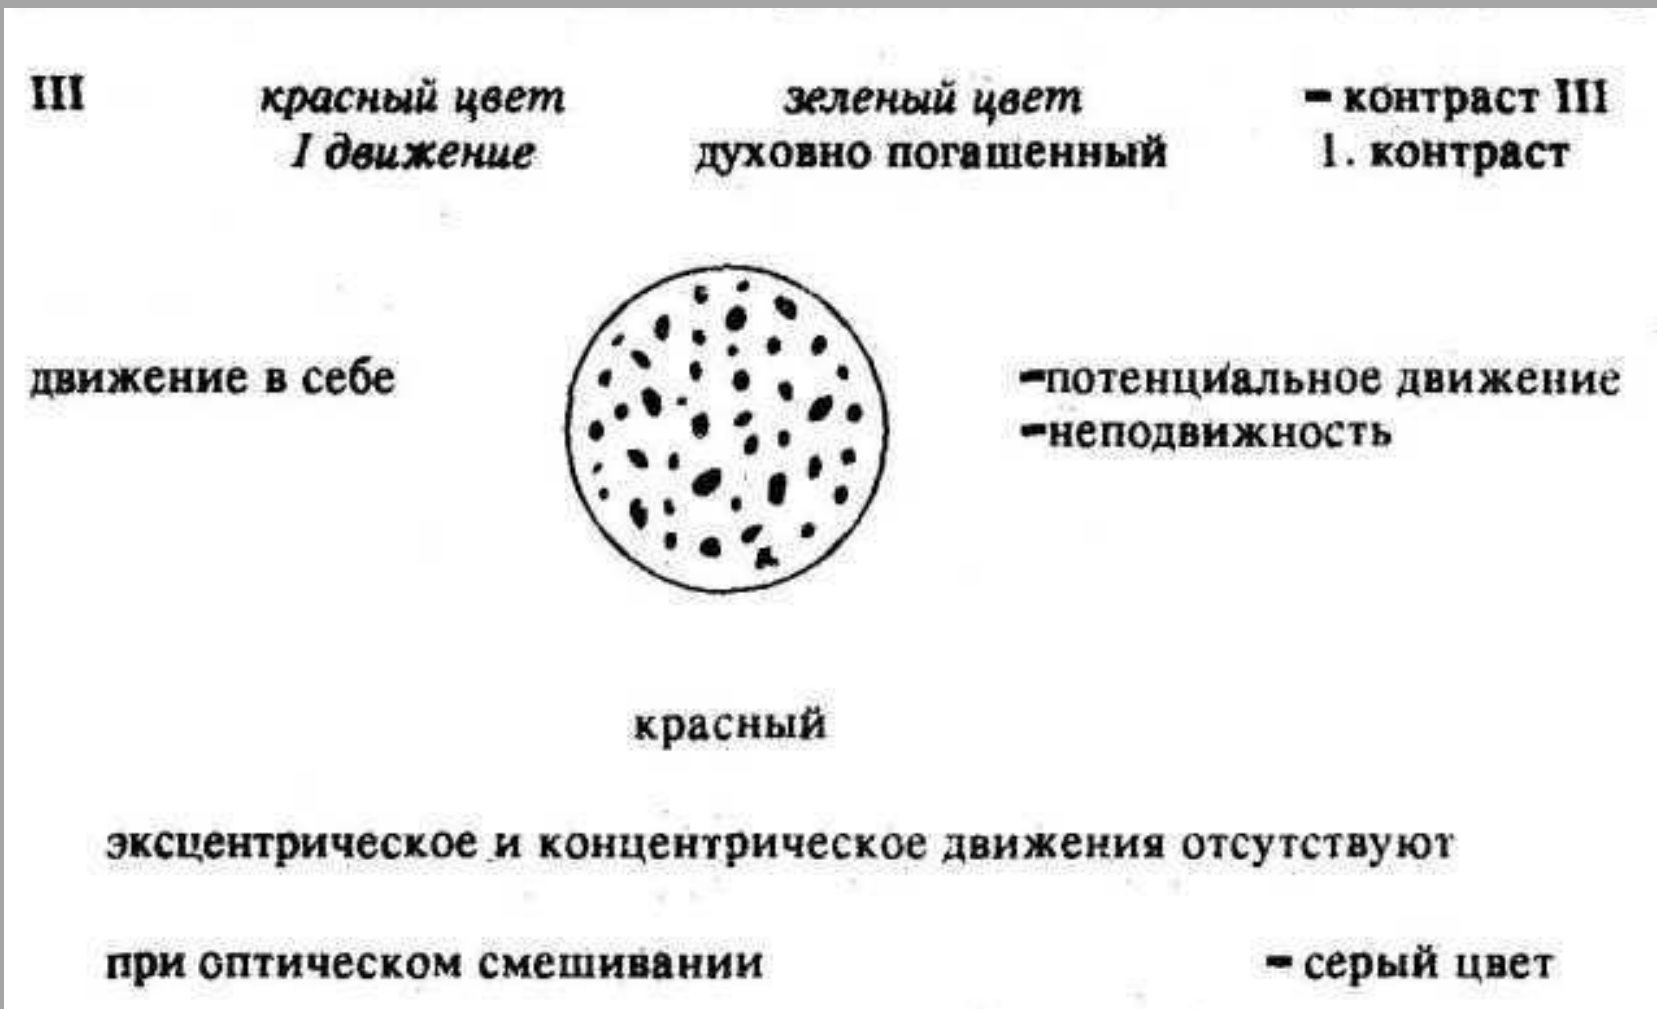 III красный цвет зеленый цвет - контраст III
I движение духовно погашенный 1. контраст
движение в себе -потенциальное движение
-неподвижность
красный
эксцентрическое и концентрическое движения отсутствуют
при оптическом смешивании - серый цвет